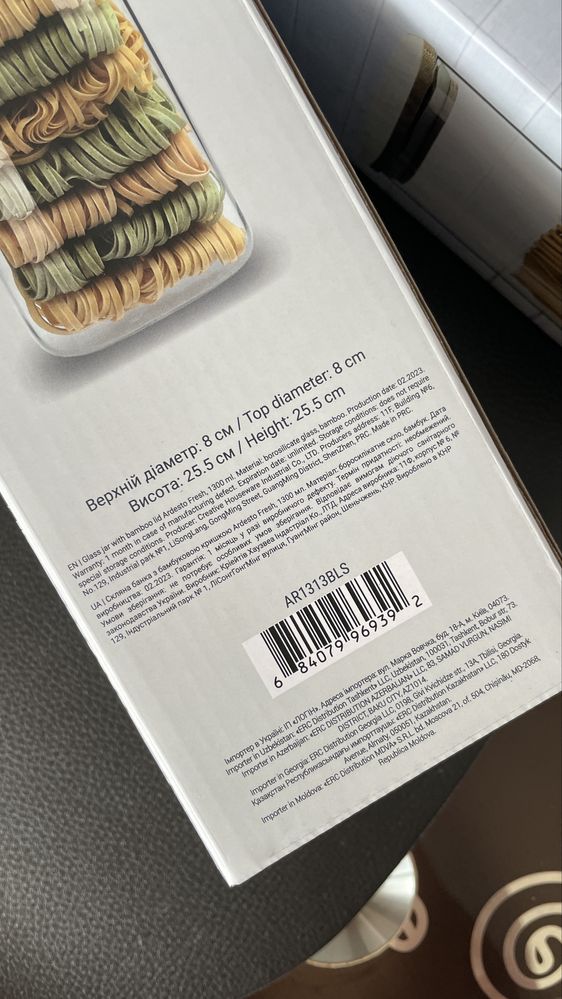 Верхній діаметр: 8 см / Top diameter: 8 cm
Висота: 25.5 см / Height: 25.5 cm
EN | Glass jar with bamboo lid Ardesto Fresh, 1300 ml. Material: borosilicate glass, bamboo. Production date: 02.2023.
Warranty: 1 month in case of manufacturing defect. Expiration date: unlimited. Storage conditions: does not require
special storage conditions. Producer: Creative Houseware Industrial Co., LTD. Producers address: 11F, Building №6,
No.129, Industrial park №1, LisongLang, GongMing Street, GuangMing District, ShenZhen, PRC. Made in PRC.
UA | Скляна банка з бамбуковою кришкою Ardesto Fresh, 1300 мл. Матеріал: боросилікатне скло, бамбук. Дата
виробництва: 02.2023. Гарантія: 1 місяць у разі виробничого дефекту. Термін придатності: необмежений.
Умови зберігання: не потребує особливих умов зберігання. Відповідає вимогам діючого санітарного
законодавства України. Виробник: Крієйтів Хаузвеа Індастріал Ко., ЛТД. Адреса виробника: 11Ф, корпус № 6, №
129, Індустріальний парк № 1, ЛісонгГонгМінг вулиця, ГуангМінг район, Шеньчжень, КНР. Вироблено в КНР
AR1313BLS
6 84079 96939 2
Імпортер в Україні: ІП «ЛОГІН». Адреса імпортера: вул. Марка Вовчка, буд. 18-А, м. Київ, 04073.
Importer in Uzbekistan: «ERC Distribution Tashkent» LLC, Uzbekistan, 100031, Tashkent, Bobur str, 73.
Importer in Azerbaijan: «ERC DISTRIBUTION AZERBAIJAN» LLC, 83, SAMAD VURGUN, NASIMI
DISTRICT, BAKU CITY, AZ1014.
Importer in Georgia: ERC Distribution Georgia LLC, 0198, Givi Kvichidze str., 13A, Tbilisi, Georgia
Қазақстан Республикасындағы импорттаушы: «ERC Distribution Kazakhstan» LLC, 180 Dostyk
Avenue, Almaty, 050051, Kazakhstan.
Importer in Moldova: «ERC Distribution MDVA» S.R.L, bd. Moscova 21, of. 504, Chişinău, MD-2068,
Republica Moldova.